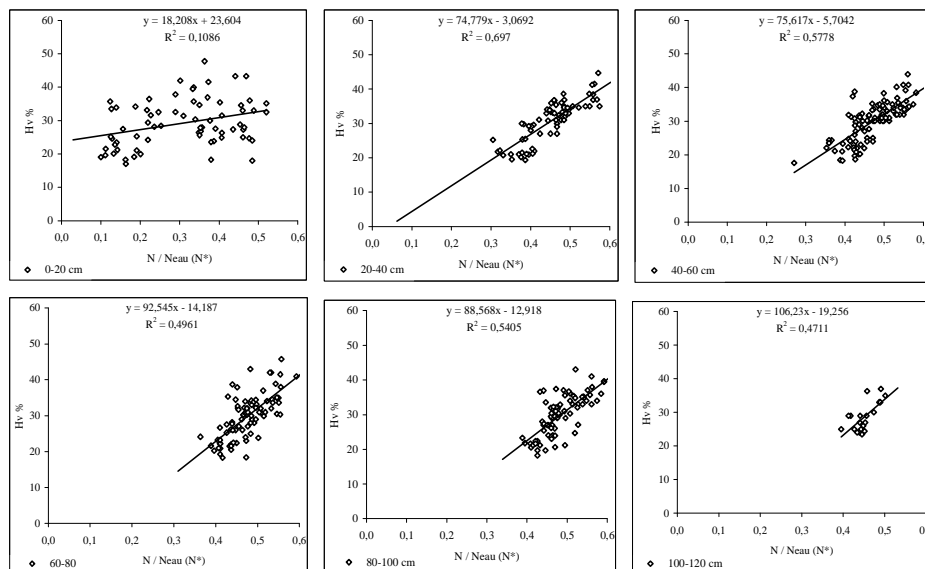 y = 18,208x + 23,604
R2 = 0,1086
60
50
40
30
20
10
0
Hv %
0,0 0,1 0,2 0,3 0,4 0,5 0,6
N / Neau (N*)
0-20 cm
y = 74,779x - 3,0692
R2 = 0,697
60
50
40
30
20
10
0
Hv %
0,0 0,1 0,2 0,3 0,4 0,5 0,6
N / Neau (N*)
20-40 cm
y = 75,617x - 5,7042
R2 = 0,5778
60
50
40
30
20
10
0
Hv %
0,0 0,1 0,2 0,3 0,4 0,5 0,6
N / Neau (N*)
40-60 cm
y = 92,545x - 14,187
R2 = 0,4961
60
50
40
30
20
10
0
Hv %
0,0 0,1 0,2 0,3 0,4 0,5 0,6
N / Neau (N*)
60-80
y = 88,568x - 12,918
R2 = 0,5405
60
50
40
30
20
10
0
Hv %
0,0 0,1 0,2 0,3 0,4 0,5 0,6
N / Neau (N*)
80-100 cm
y = 106,23x - 19,256
R2 = 0,4711
60
50
40
30
20
10
0
Hv %
0,0 0,1 0,2 0,3 0,4 0,5 0,6
N / Neau (N*)
100-120 cm